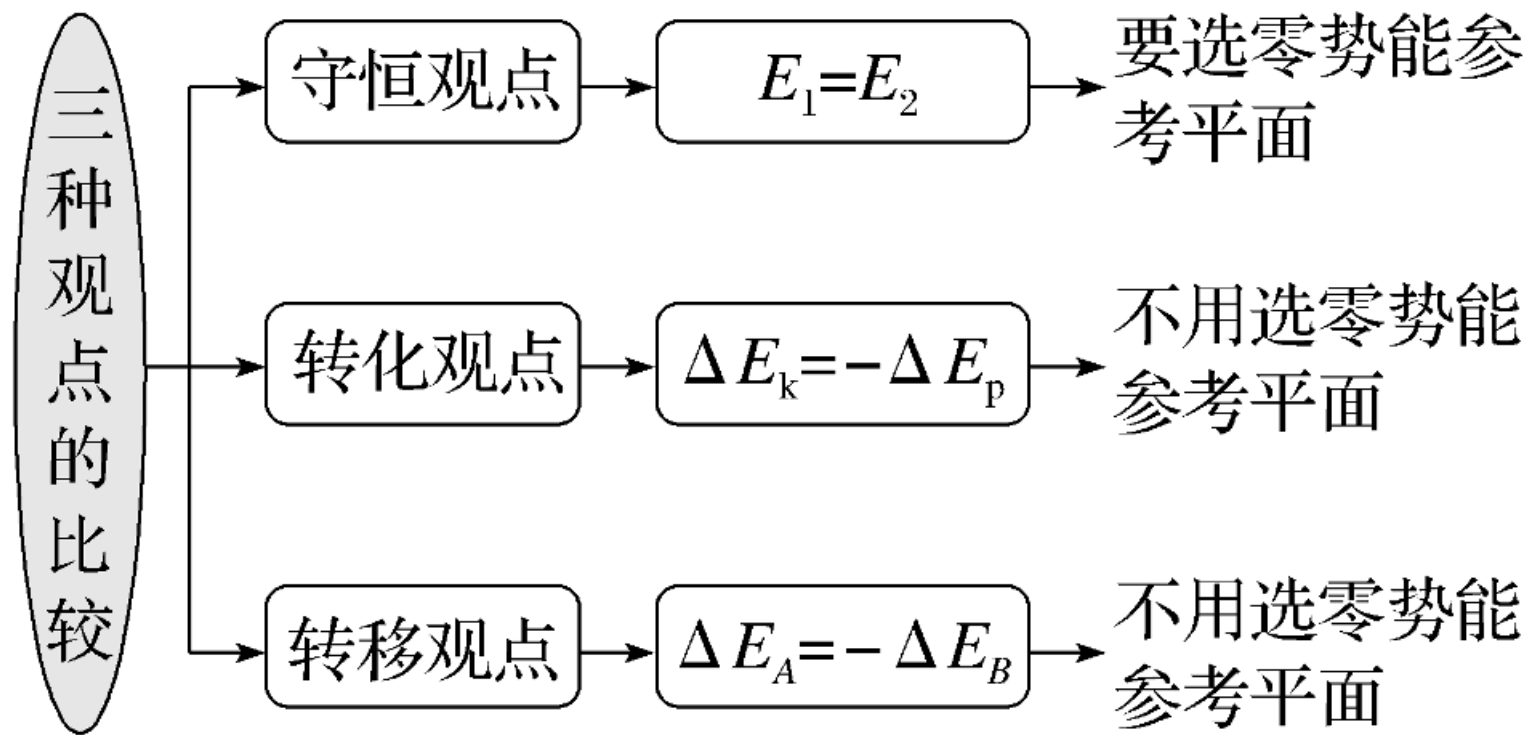 三种观点的比较
守恒观点
E₁=E₂
要选零势能参
考平面
转化观点
ΔEₖ=-ΔEₚ
不用选零势能
参考平面
转移观点
ΔE_A=-ΔE_B
不用选零势能
参考平面